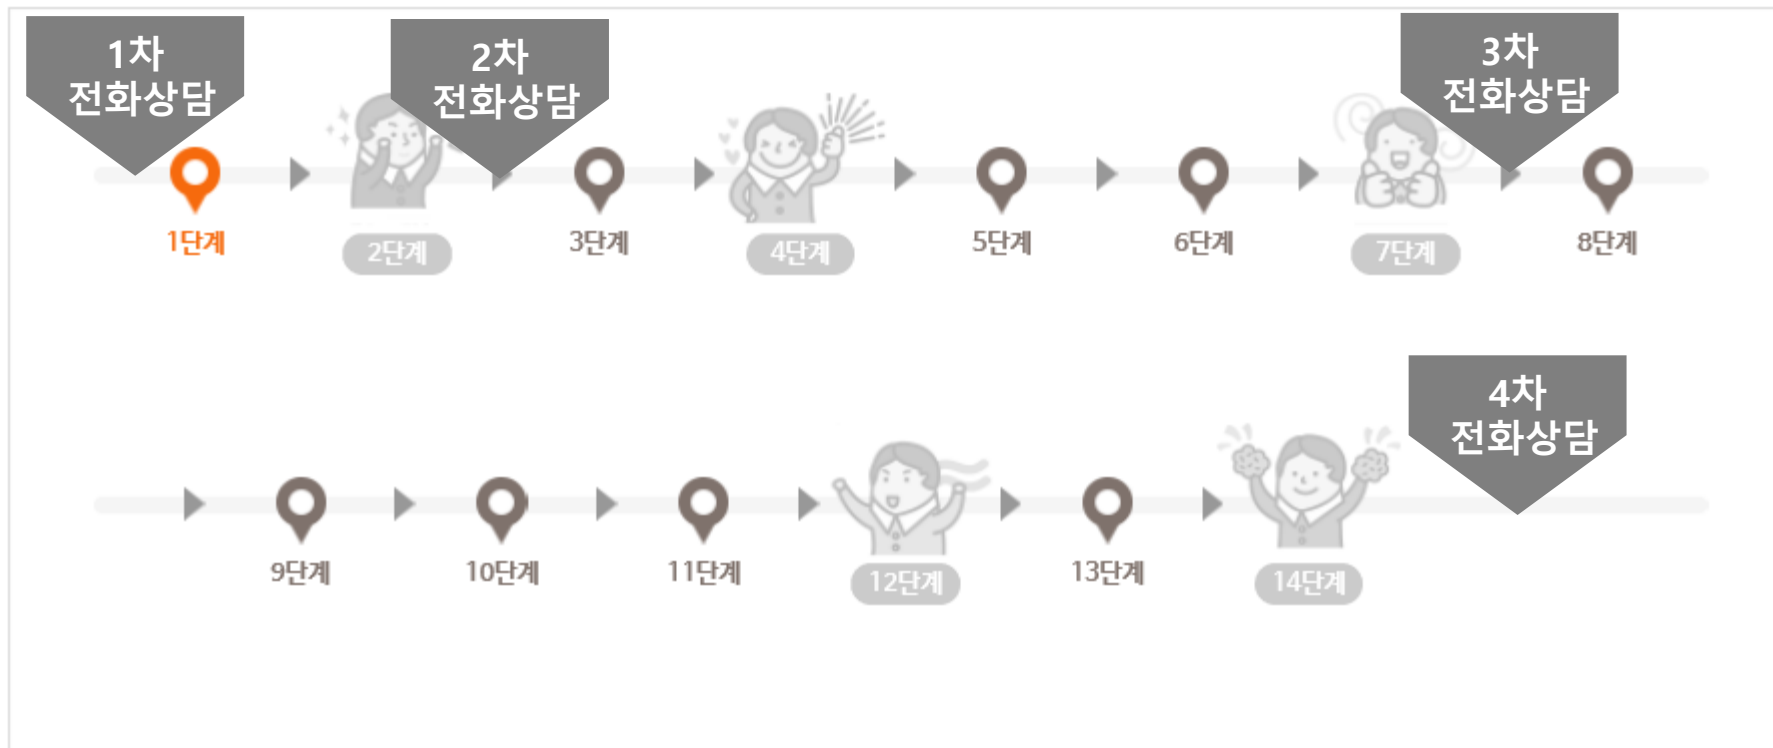 1차
전화상담
2차
전화상담
3차
전화상담
1단계
2단계
3단계
4단계
5단계
6단계
7단계
8단계
4차
전화상담
9단계
10단계
11단계
12단계
13단계
14단계